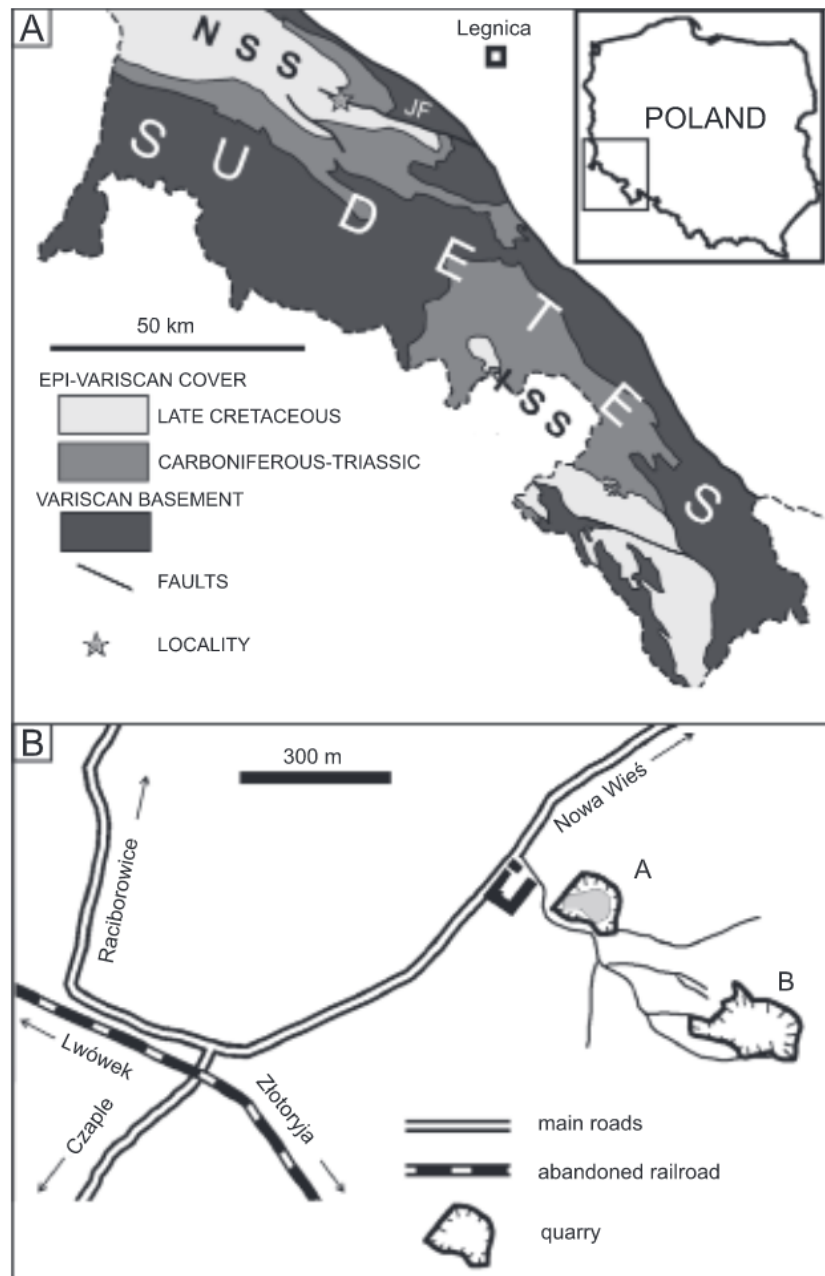 A
NSS
Legnica
JF
POLAND
SUDETES
50 km
ISS
EPI-VARISCAN COVER
LATE CRETACEOUS
CARBONIFEROUS-TRIASSIC
VARISCAN BASEMENT
FAULTS
LOCALITY
B
300 m
Nowa Wieś
Raciborowice
A
B
Lwówek
Złotoryja
Czaple
main roads
abandoned railroad
quarry